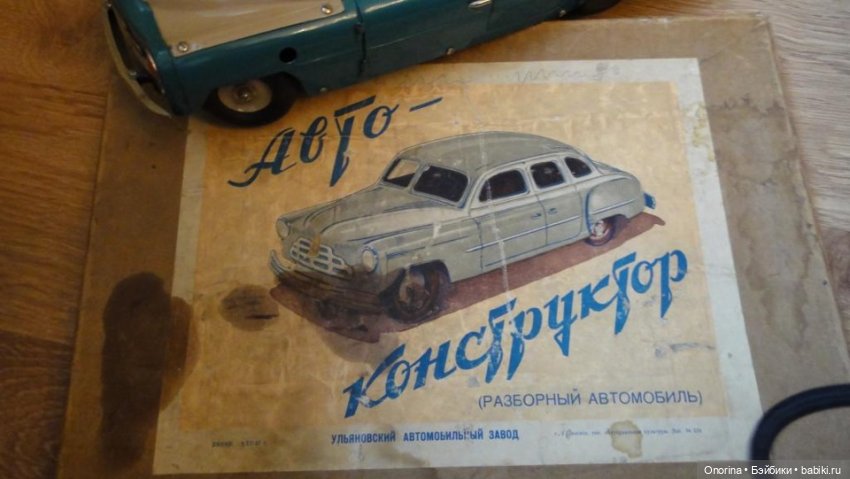 Авто-
Конструктор
(РАЗБОРНЫЙ АВТОМОБИЛЬ)
УЛЬЯНОВСКИЙ АВТОМОБИЛЬНЫЙ ЗАВОД
Onorina • Бэйбики • babiki.ru